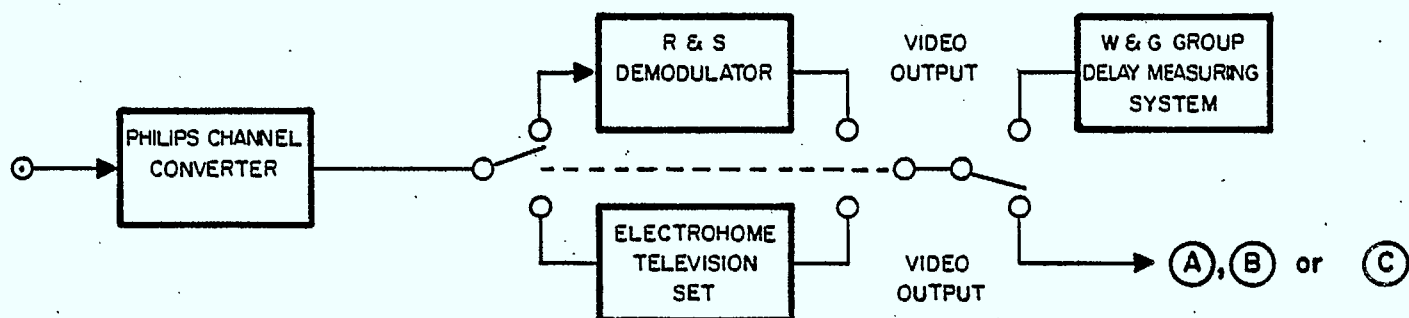 PHILIPS CHANNEL
CONVERTER
R & S
DEMODULATOR
VIDEO
OUTPUT
W & G GROUP
DELAY MEASURING
SYSTEM
ELECTROHOME
TELEVISION
SET
VIDEO
OUTPUT
A, B or C